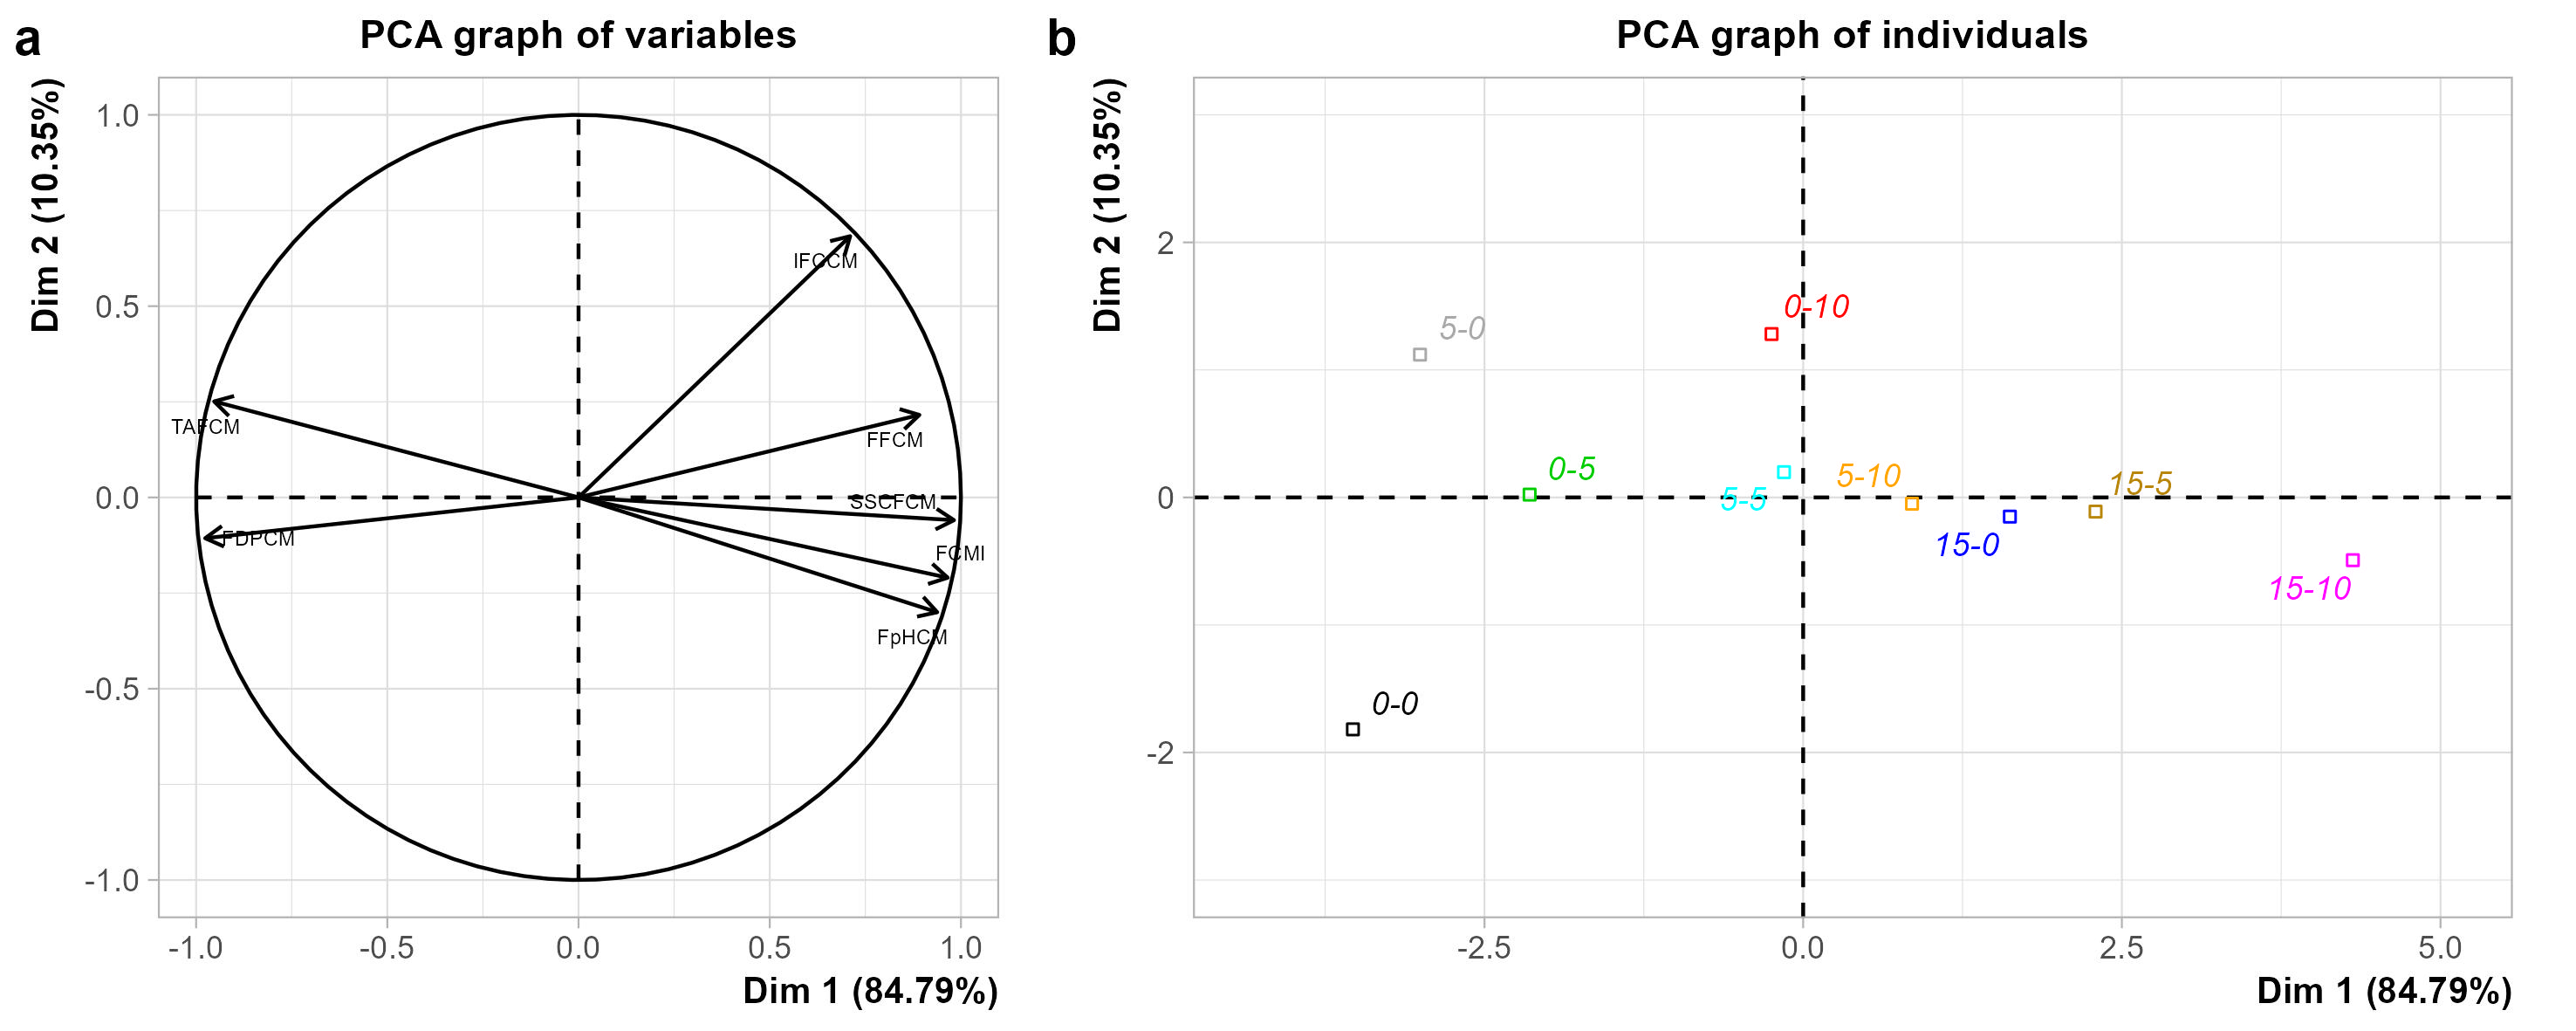 a
PCA graph of variables
Dim 2 (10.35%)
1.0
0.5
0.0
-0.5
-1.0
IFCCM
TAFCM
FFCM
SSCFCM
FDPCM
FCMI
FpHCM
-1.0
-0.5
0.0
0.5
1.0
Dim 1 (84.79%)
b
PCA graph of individuals
Dim 2 (10.35%)
2
0
-2
0-10
5-0
0-5
5-5
5-10
15-5
15-0
15-10
0-0
-2.5
0.0
2.5
5.0
Dim 1 (84.79%)